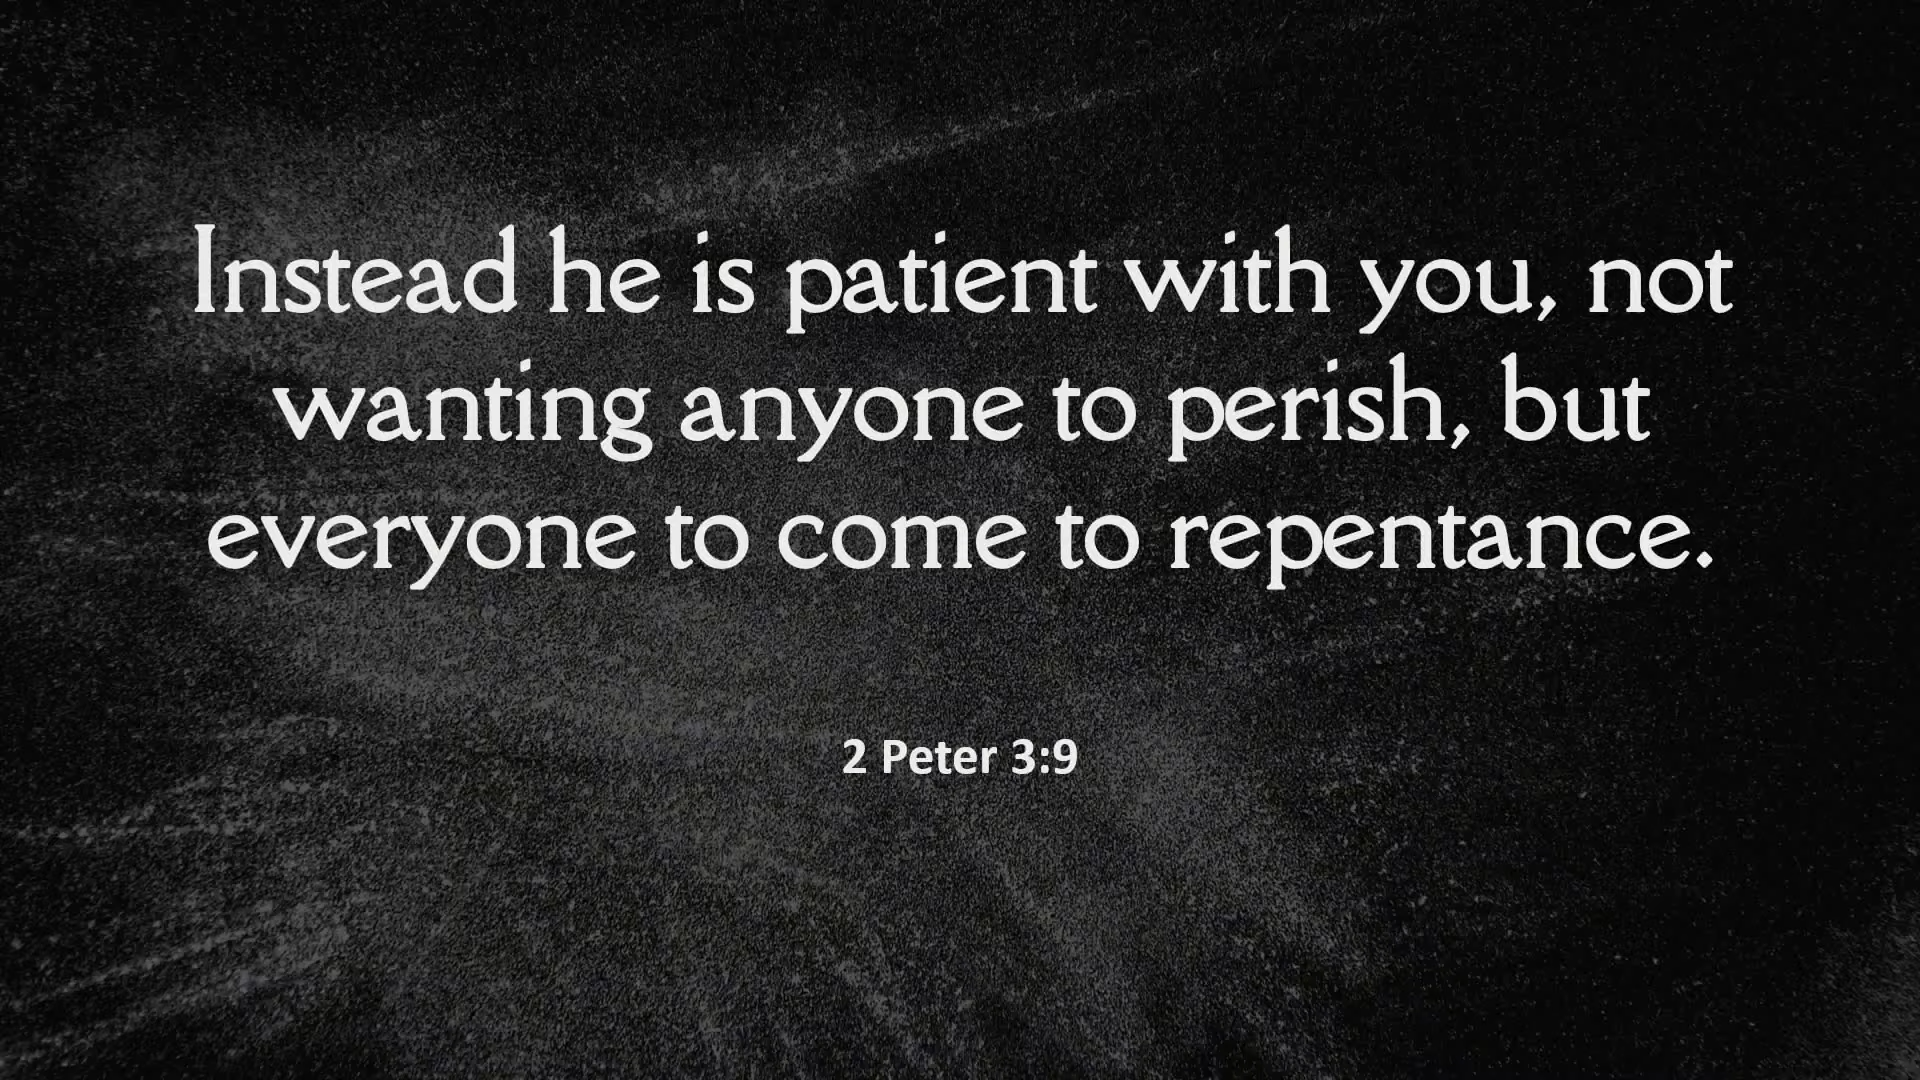 Instead he is patient with you, not
wanting anyone to perish, but
everyone to come to repentance.
2 Peter 3:9